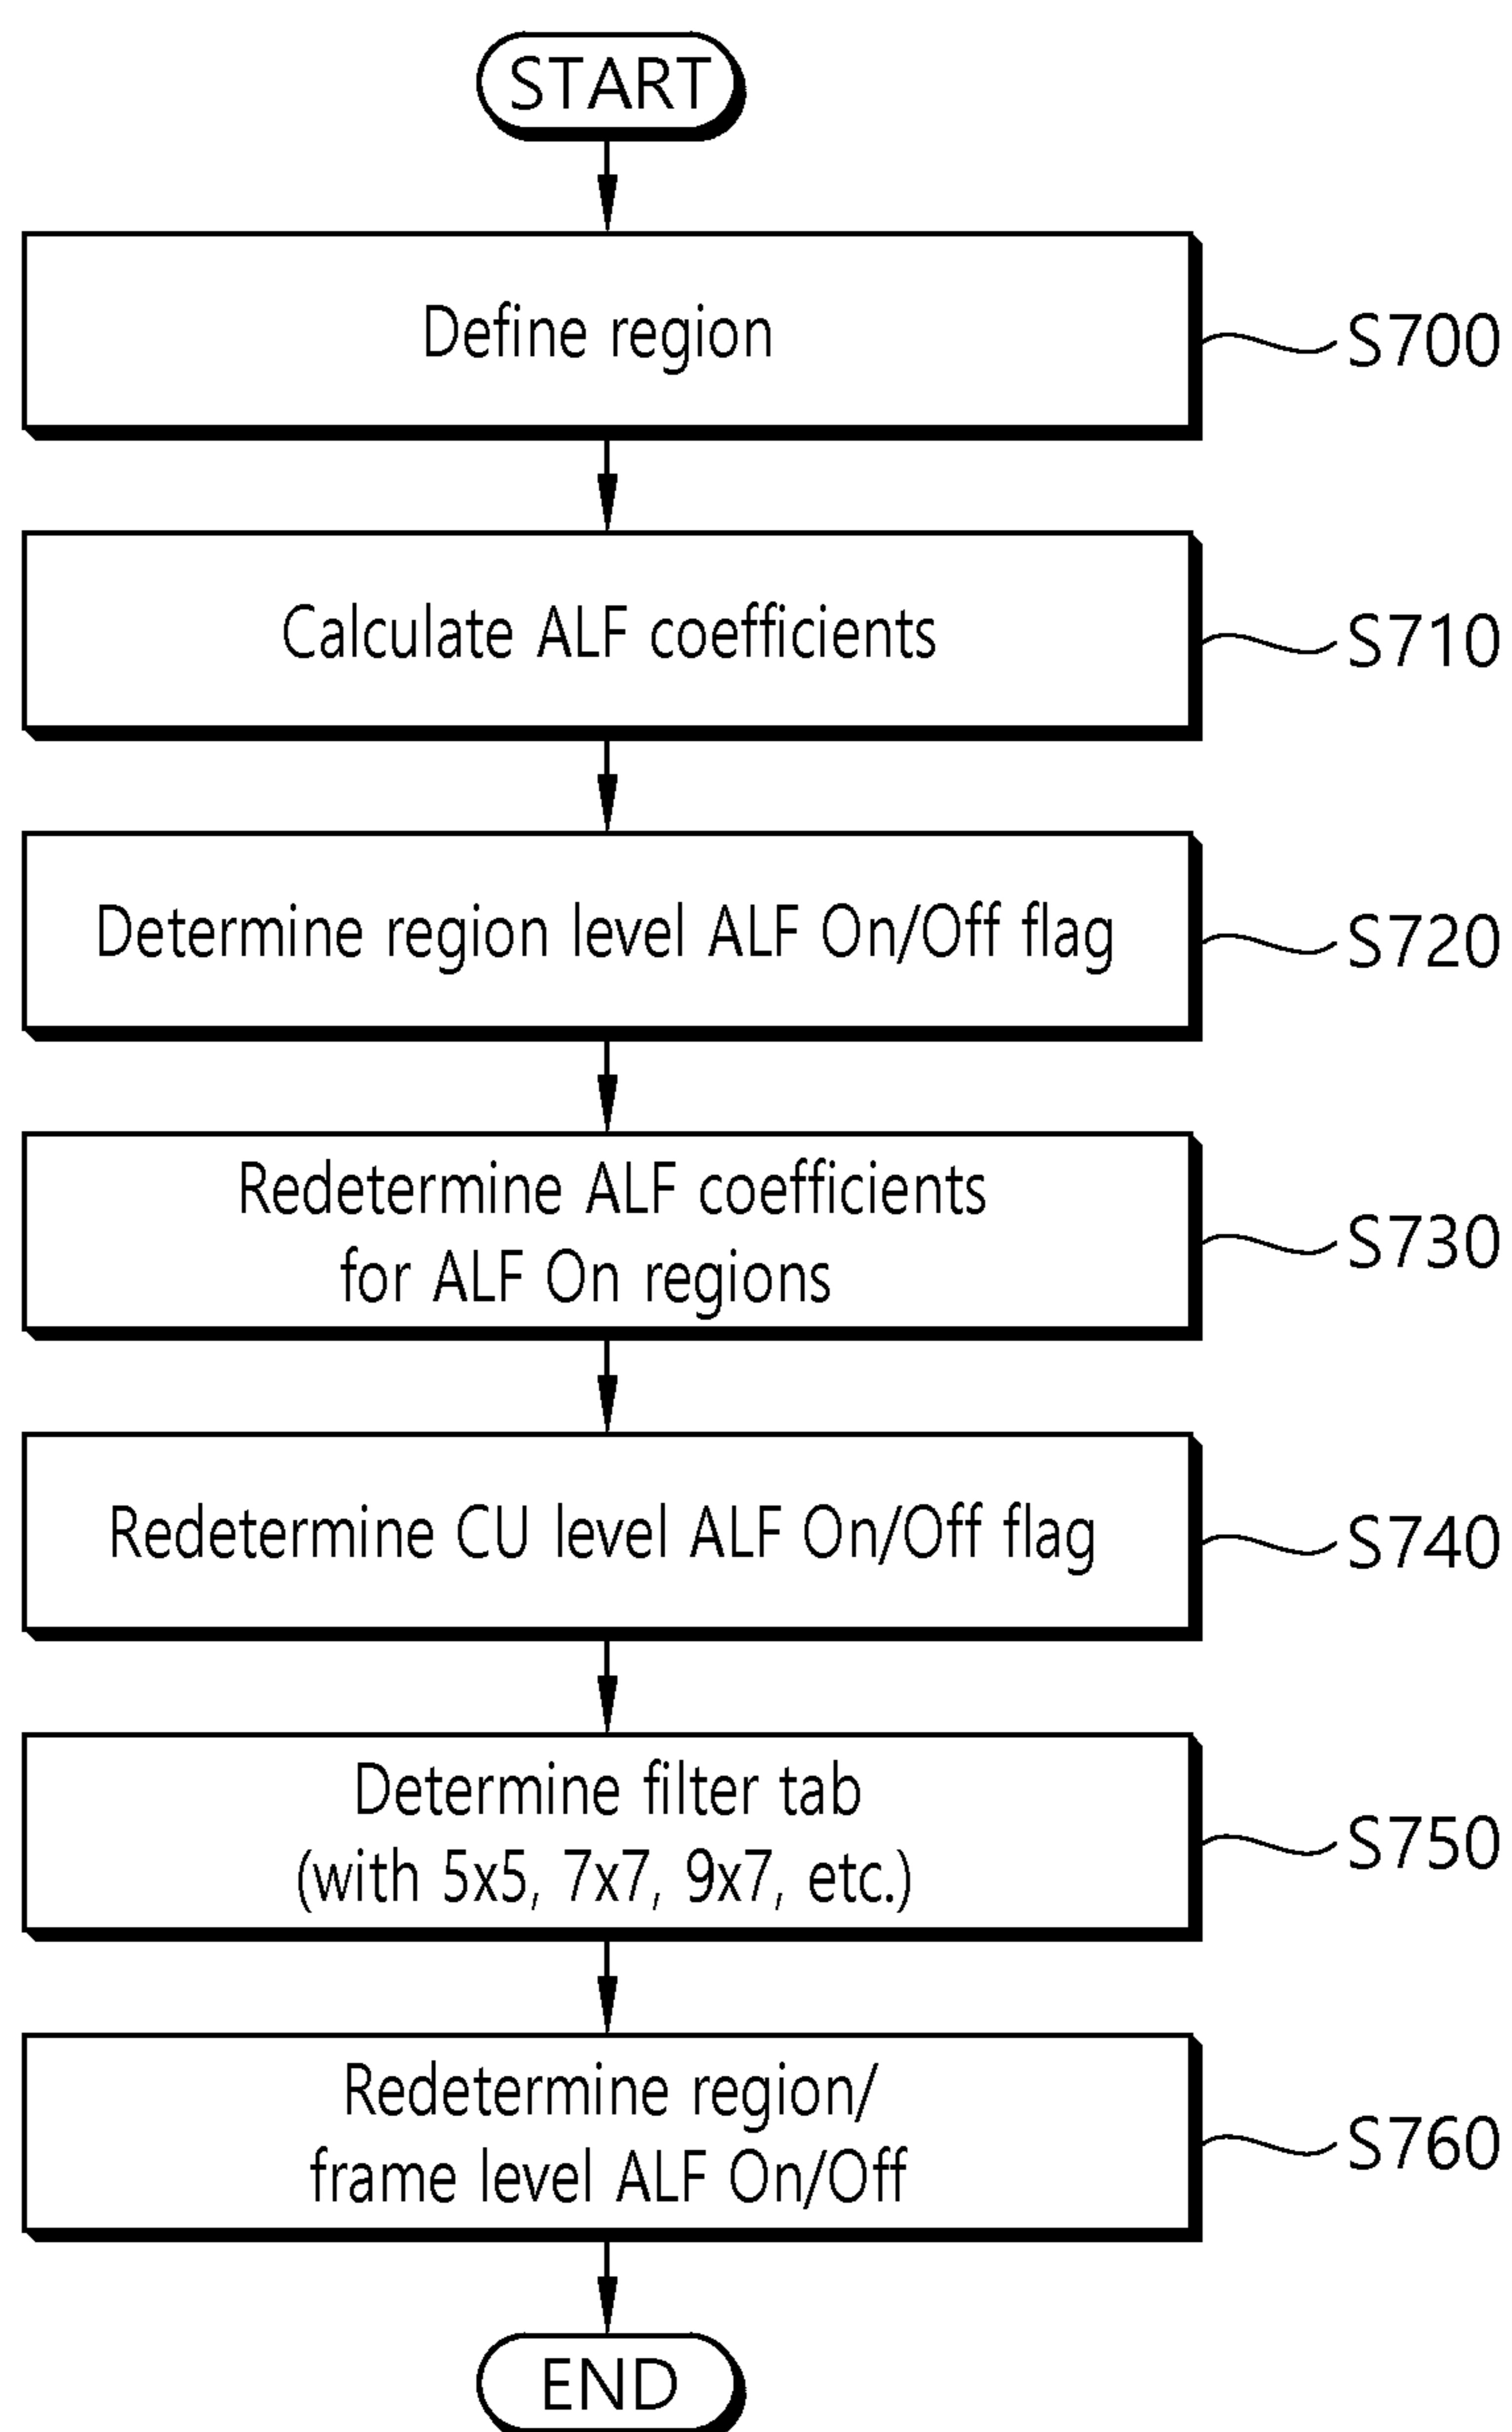 START
Define region
S700
Calculate ALF coefficients
S710
Determine region level ALF On/Off flag
S720
Redetermine ALF coefficients
for ALF On regions
S730
Redetermine CU level ALF On/Off flag
S740
Determine filter tab
(with 5x5, 7x7, 9x7, etc.)
S750
Redetermine region/
frame level ALF On/Off
S760
END